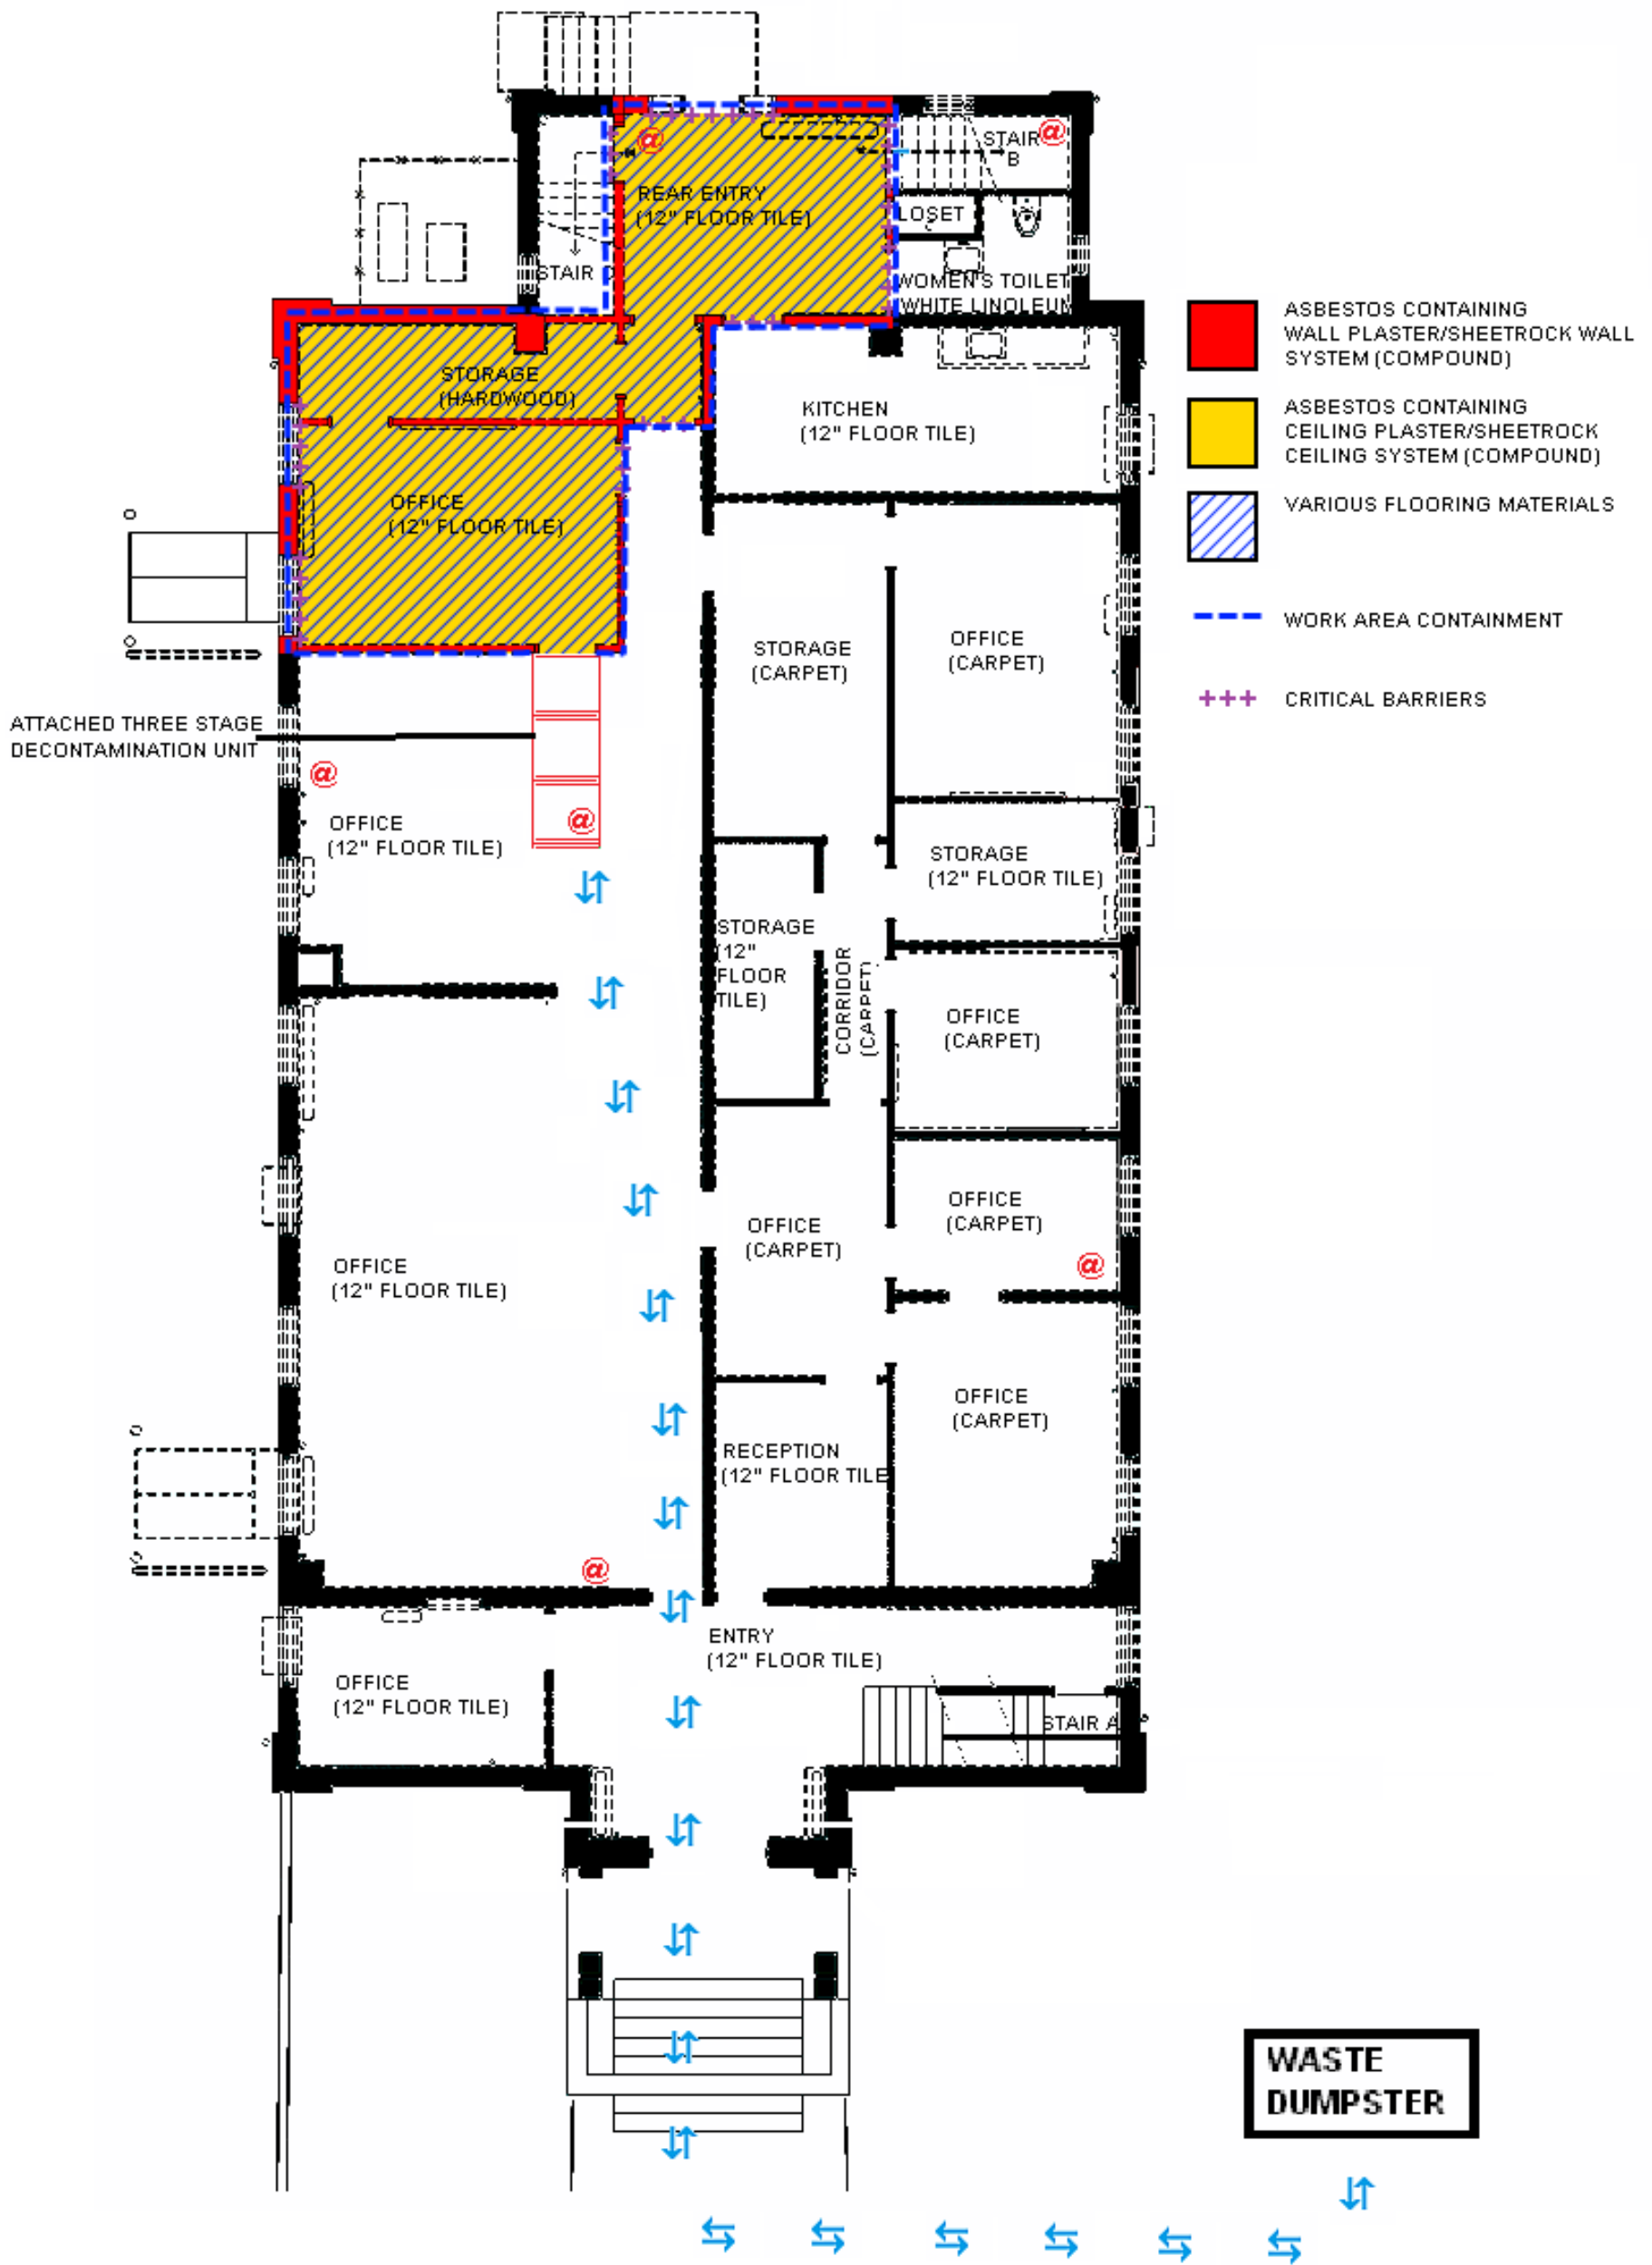 @
STAIR
B
@
REAR ENTRY
(12" FLOOR TILE)
LOSET
STAIR
WOMEN'S TOILET
WHITE LINOLEUM
STORAGE
(HARDWOOD)
KITCHEN
(12" FLOOR TILE)
OFFICE
(12" FLOOR TILE)
ASBESTOS CONTAINING
WALL PLASTER/SHEETROCK WALL
SYSTEM (COMPOUND)
ASBESTOS CONTAINING
CEILING PLASTER/SHEETROCK
CEILING SYSTEM (COMPOUND)
VARIOUS FLOORING MATERIALS
WORK AREA CONTAINMENT
+++ CRITICAL BARRIERS
STORAGE
(CARPET)
OFFICE
(CARPET)
ATTACHED THREE STAGE
DECONTAMINATION UNIT
@
@
OFFICE
(12" FLOOR TILE)
STORAGE
(12" FLOOR TILE)
STORAGE
(12"
FLOOR
TILE)
CORRIDOR
(CARPET)
OFFICE
(CARPET)
OFFICE
(CARPET)
@
OFFICE
(CARPET)
OFFICE
(12" FLOOR TILE)
OFFICE
(CARPET)
RECEPTION
(12" FLOOR TILE
@
ENTRY
(12" FLOOR TILE)
OFFICE
(12" FLOOR TILE)
STAIR A
WASTE
DUMPSTER